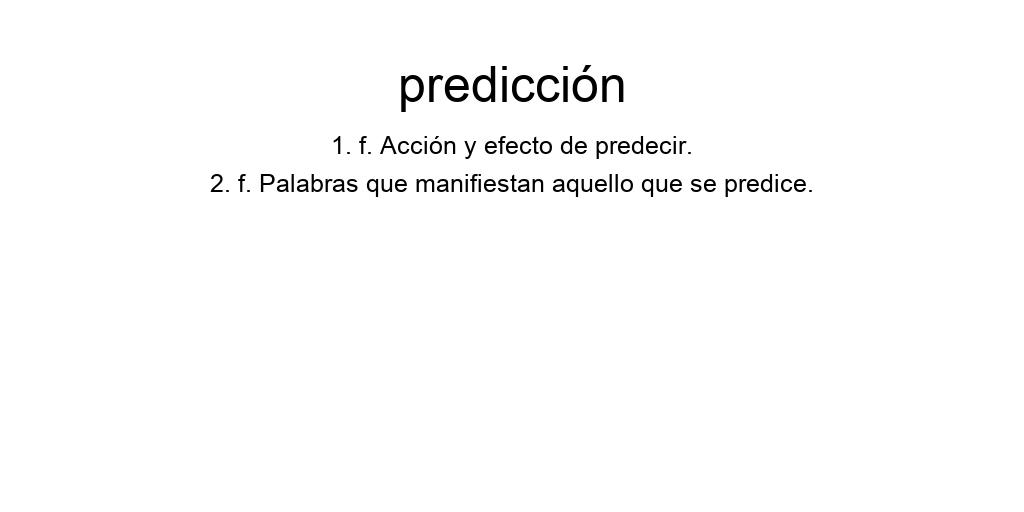 predicción
1. f. Acción y efecto de predecir.
2. f. Palabras que manifiestan aquello que se predice.